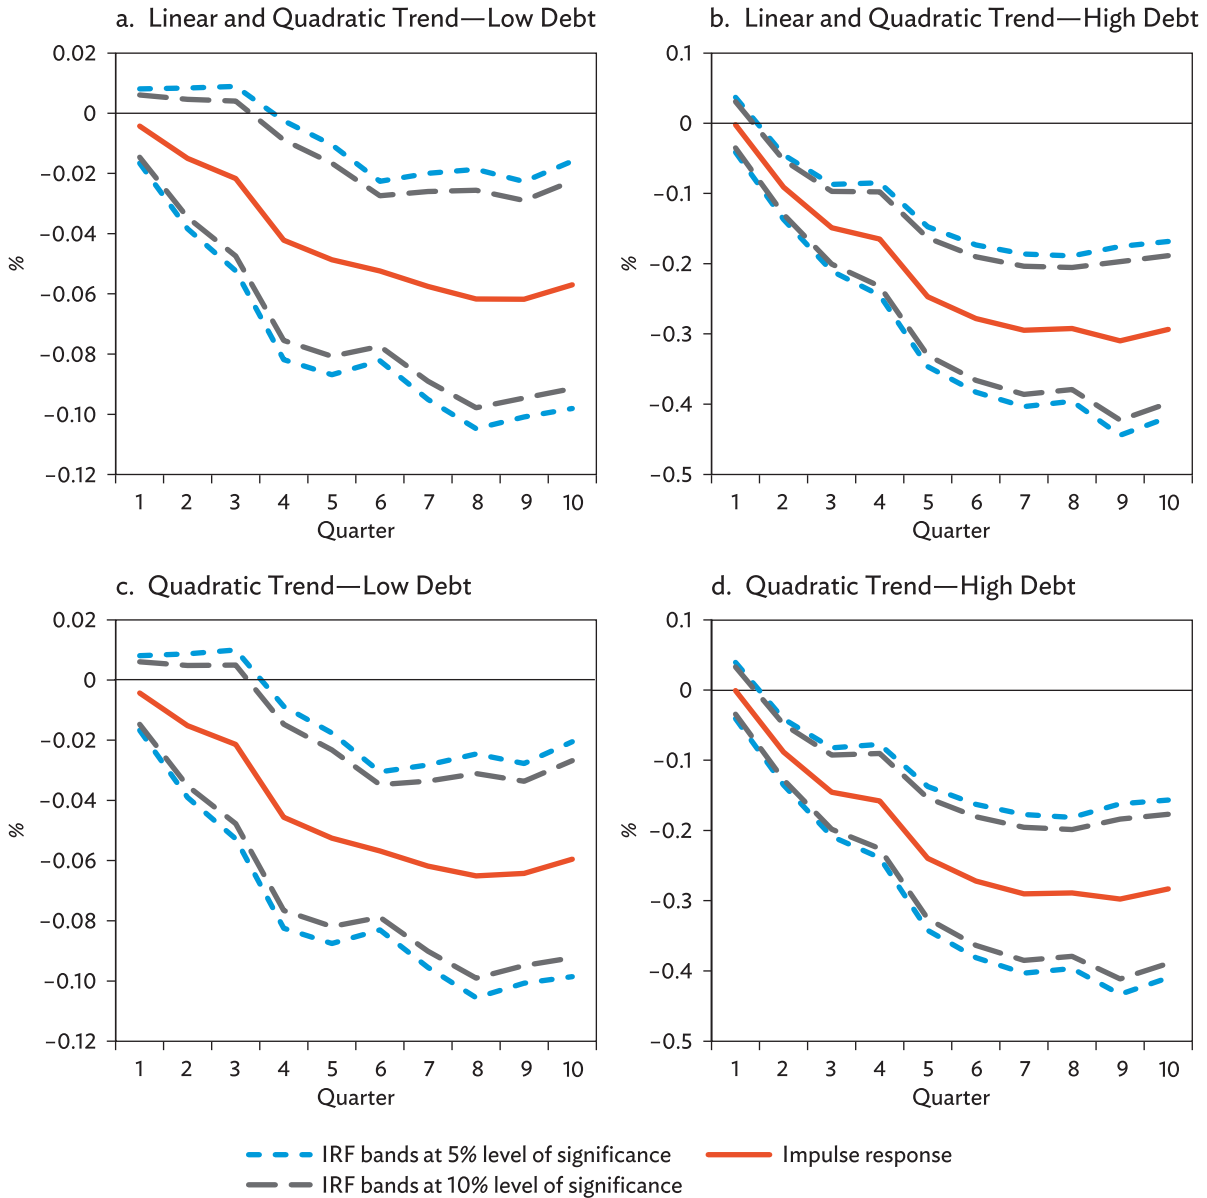 a. Linear and Quadratic Trend—Low Debt
0.02
0
−0.02
−0.04
−0.06
−0.08
−0.10
−0.12
%
1 2 3 4 5 6 7 8 9 10
Quarter
b. Linear and Quadratic Trend—High Debt
0.1
0
−0.1
−0.2
−0.3
−0.4
−0.5
%
1 2 3 4 5 6 7 8 9 10
Quarter
c. Quadratic Trend—Low Debt
0.02
0
−0.02
−0.04
−0.06
−0.08
−0.10
−0.12
%
1 2 3 4 5 6 7 8 9 10
Quarter
d. Quadratic Trend—High Debt
0.1
0
−0.1
−0.2
−0.3
−0.4
−0.5
%
1 2 3 4 5 6 7 8 9 10
Quarter
IRF bands at 5% level of significance
Impulse response
IRF bands at 10% level of significance